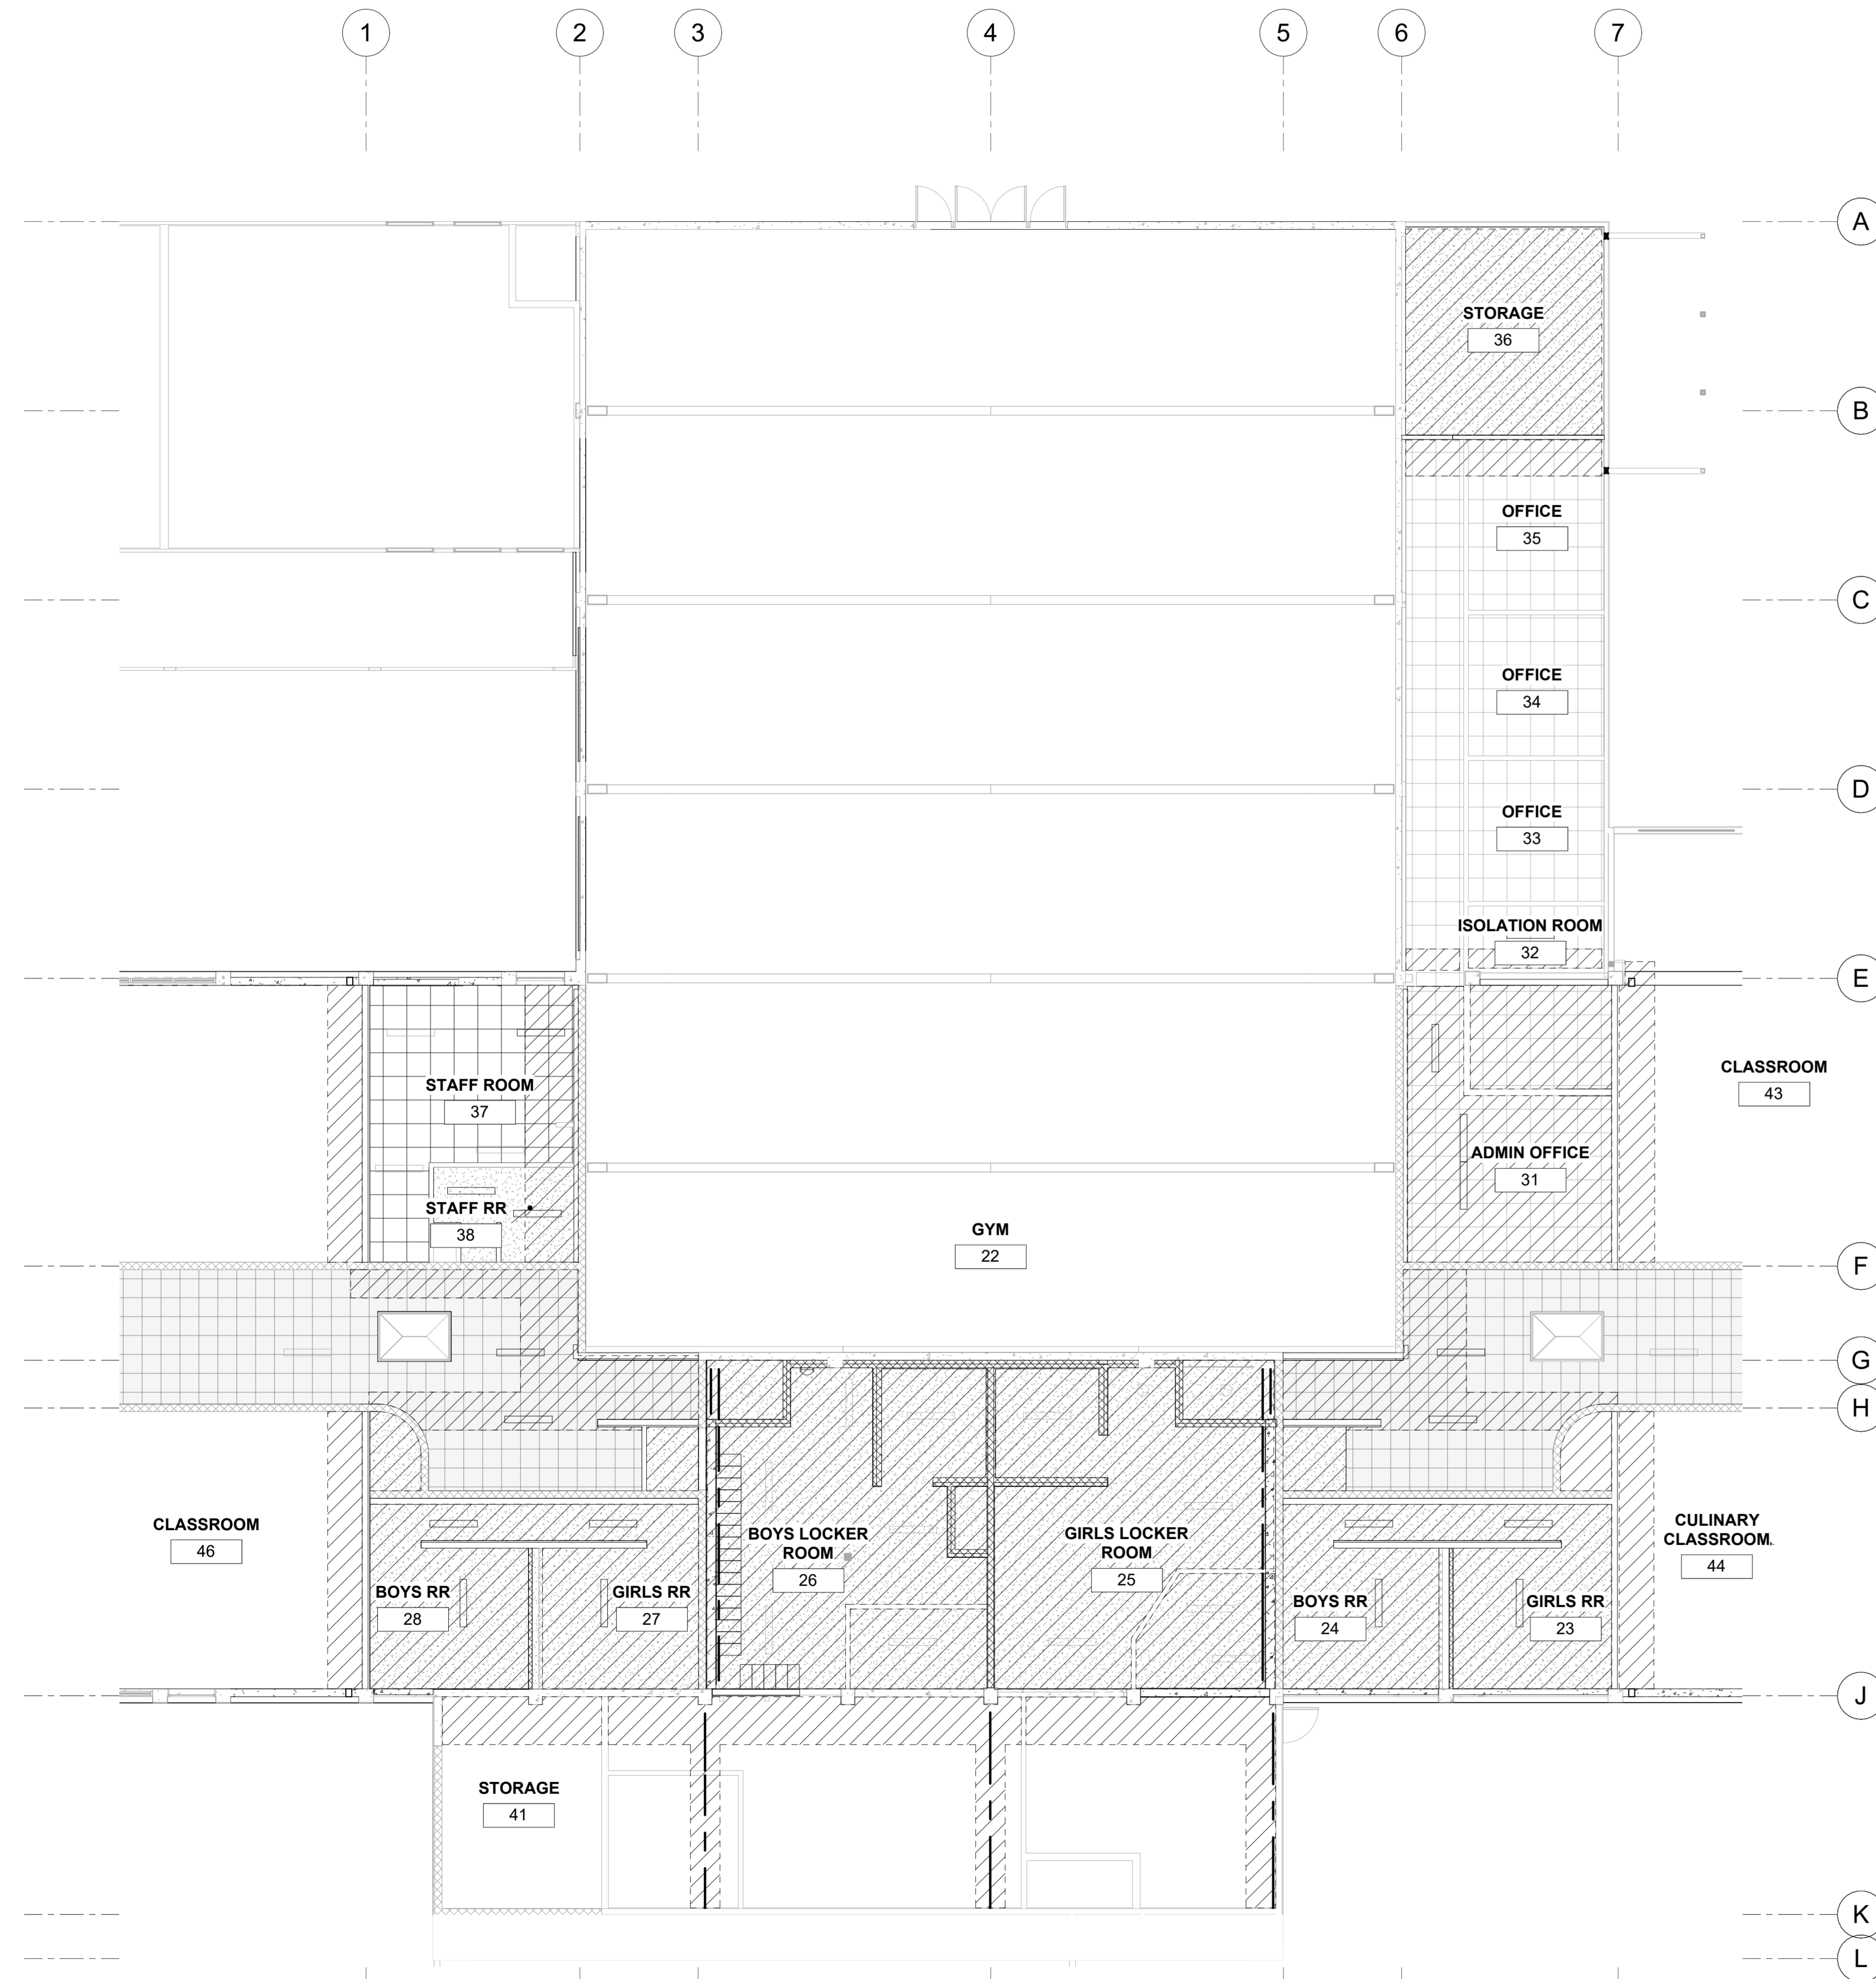 1
2
3
4
5
6
7
A
STORAGE
36
B
OFFICE
35
C
OFFICE
34
D
OFFICE
33
ISOLATION ROOM
32
E
STAFF ROOM
37
CLASSROOM
43
ADMIN OFFICE
31
STAFF RR
38
GYM
22
F
G
H
CLASSROOM
46
BOYS LOCKER
ROOM
26
GIRLS LOCKER
ROOM
25
CULINARY
CLASSROOM
44
BOYS RR
28
GIRLS RR
27
BOYS RR
24
GIRLS RR
23
J
STORAGE
41
K
L